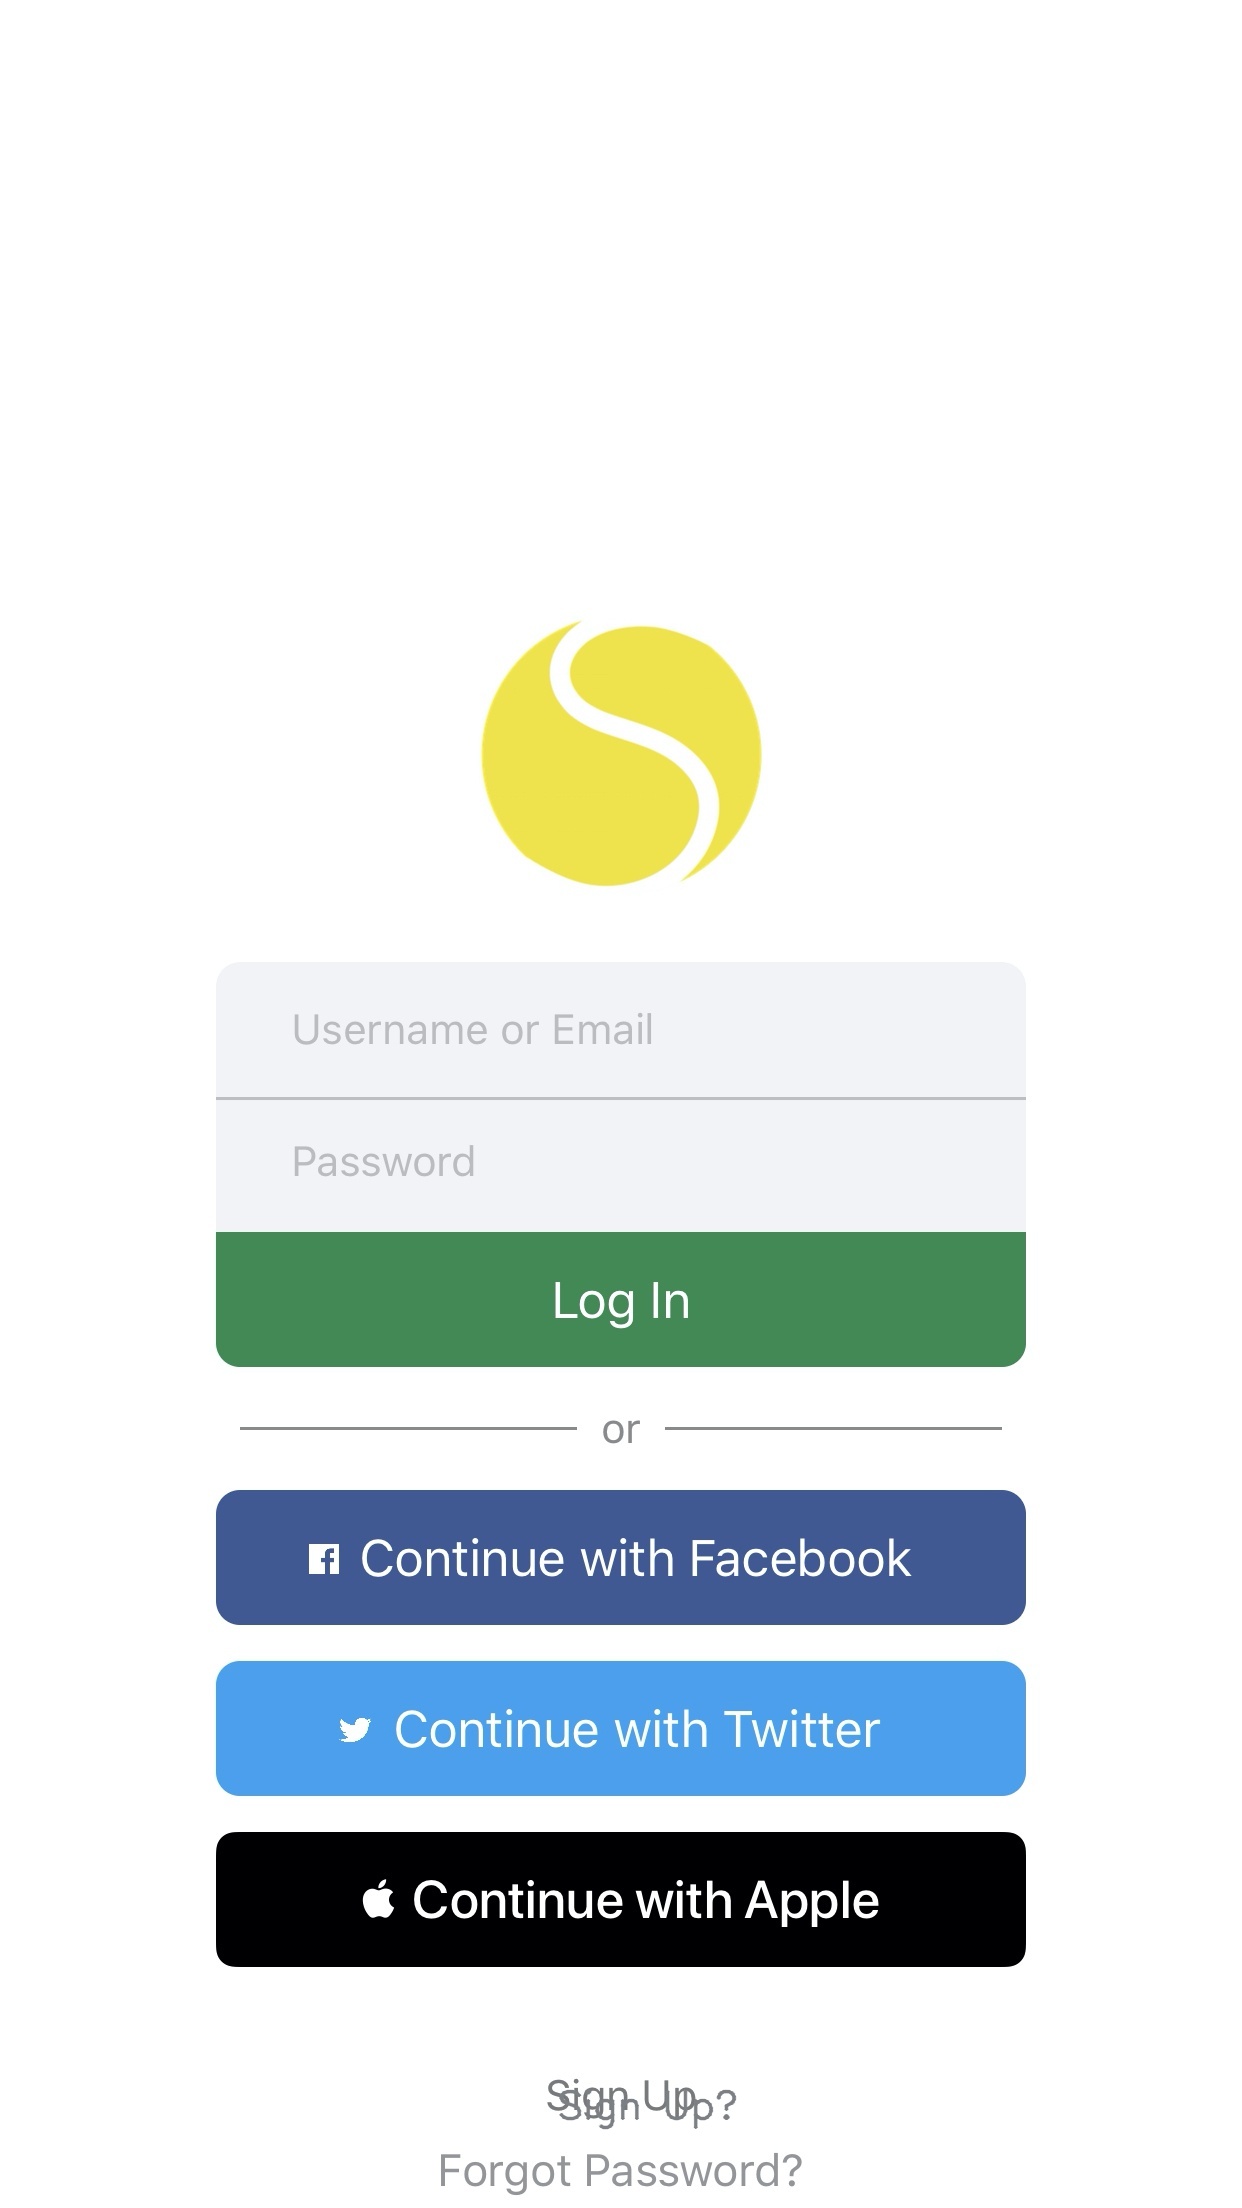 Username or Email
Password
Log In
or
Continue with Facebook
Continue with Twitter
Continue with Apple
Sign Up
Sign Up?
Forgot Password?